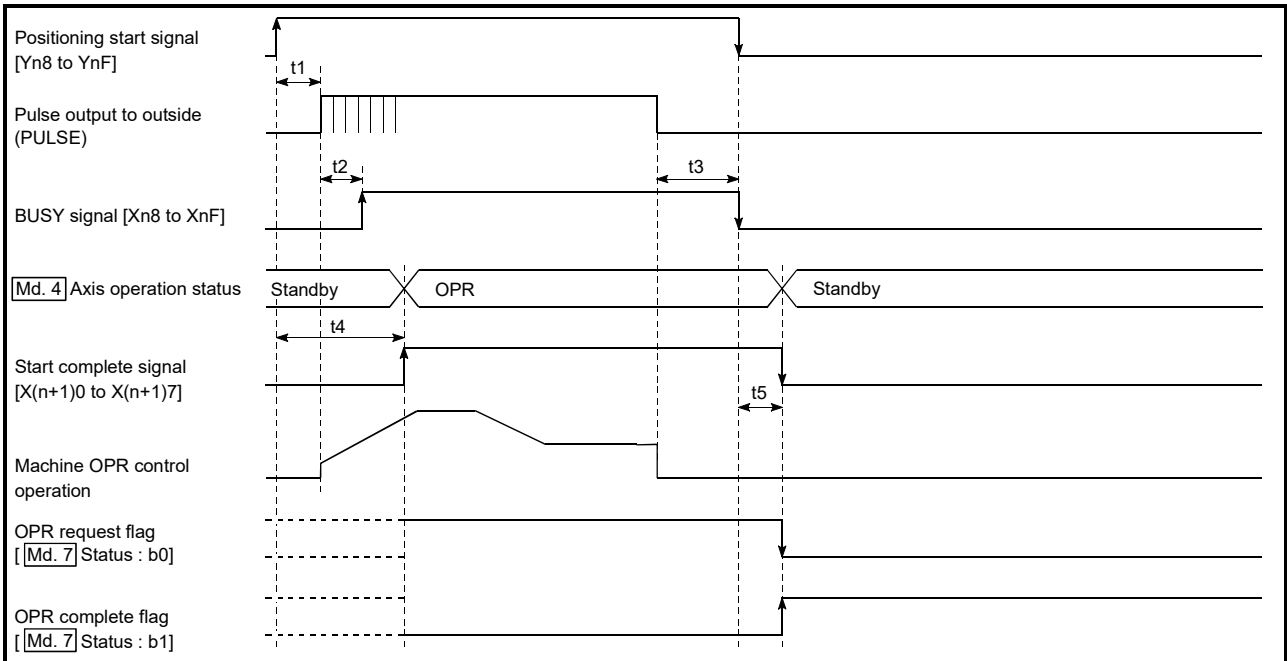 Positioning start signal
[Yn8 to YnF]
t1
Pulse output to outside
(PULSE)
t2
t3
BUSY signal [Xn8 to XnF]
Md. 4 Axis operation status
Standby
OPR
Standby
t4
Start complete signal
[X(n+1)0 to X(n+1)7]
t5
Machine OPR control
operation
OPR request flag
[ Md. 7 Status : b0]
OPR complete flag
[ Md. 7 Status : b1]